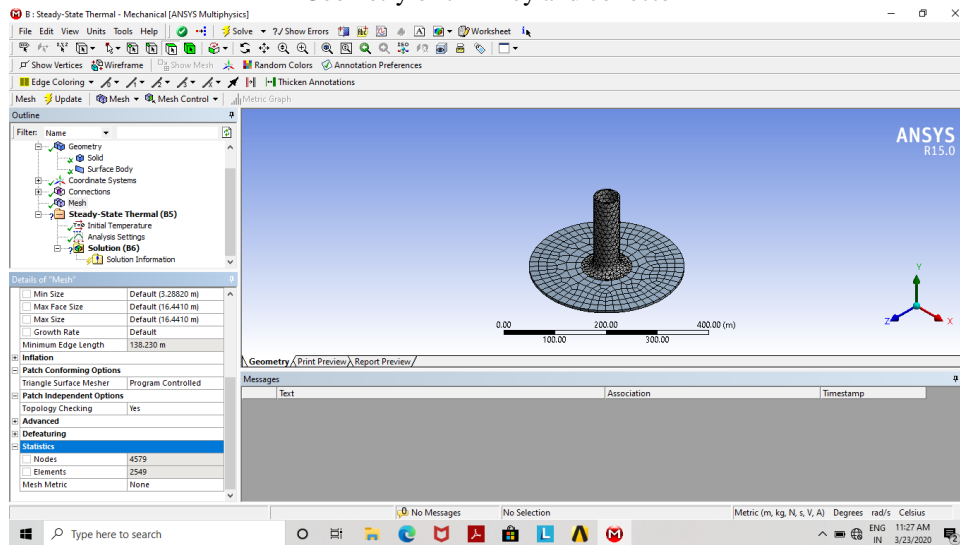 B : Steady-State Thermal - Mechanical [ANSYS Multiphysics]
File Edit View Units Tools Help Solve ?/ Show Errors Worksheet
Show Vertices Wireframe Show Mesh Random Colors Annotation Preferences
Edge Coloring Thicken Annotations
Mesh Update Mesh Mesh Control Metric Graph
Outline
Filter: Name
Geometry
Solid
Surface Body
Coordinate Systems
Connections
Mesh
Steady-State Thermal (B5)
Initial Temperature
Analysis Settings
Solution (B6)
Solution Information
Details of "Mesh"
Min Size Default (3.28820 m)
Max Face Size Default (16.4410 m)
Max Size Default (16.4410 m)
Growth Rate Default
Minimum Edge Length 138.230 m
Inflation
Patch Conforming Options
Triangle Surface Mesher Program Controlled
Patch Independent Options
Topology Checking Yes
Advanced
Defeaturing
Statistics
Nodes 4579
Elements 2549
Mesh Metric None
ANSYS
R15.0
Y
Z X
0.00 200.00 400.00 (m)
100.00 300.00
Geometry Print Preview Report Preview
Messages
Text Association Timestamp
0 No Messages No Selection Metric (m, kg, N, s, V, A) Degrees rad/s Celsius
Type here to search
L
ENG 11:27 AM
IN 3/23/2020
2